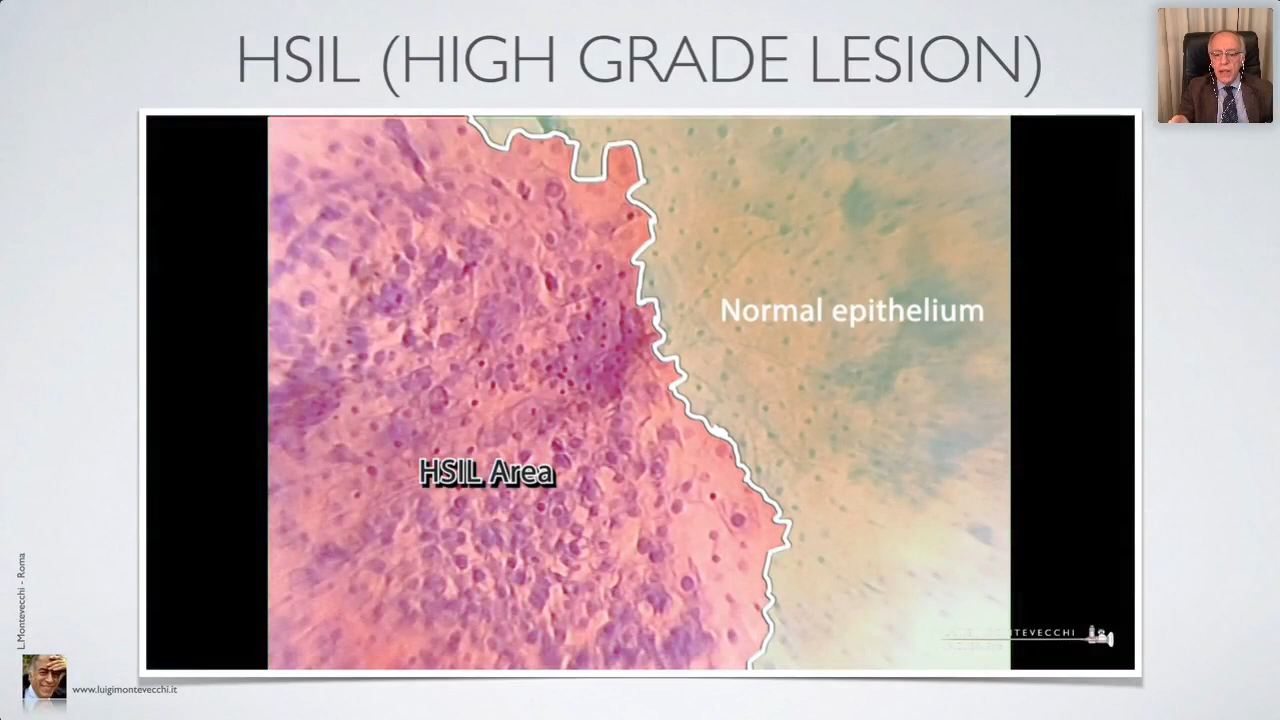 HSIL (HIGH GRADE LESION)
Normal epithelium
HSIL Area
L.Montevecchi - Roma
www.luigimontevecchi.it